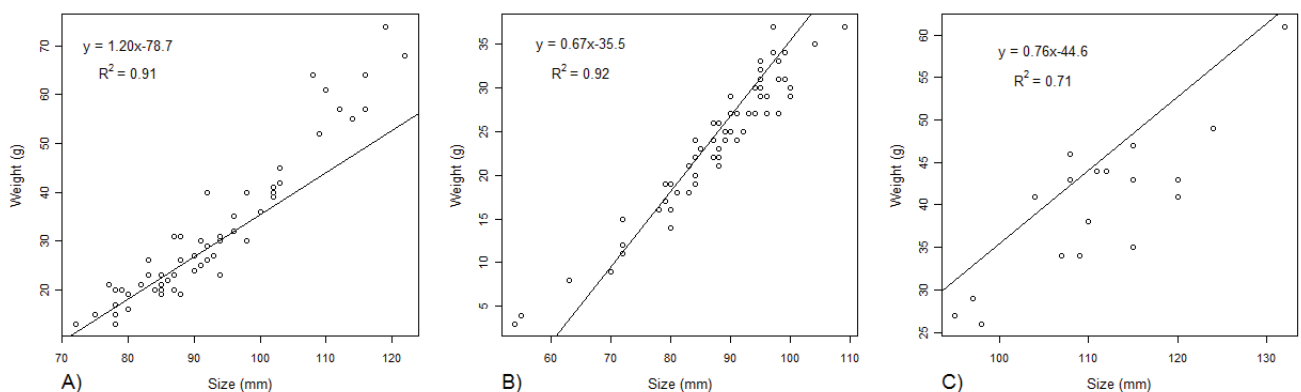 y = 1.20x-78.7
R² = 0.91
Weight (g)
70
60
50
40
30
20
70
80
90
100
110
120
A)
Size (mm)
y = 0.67x-35.5
R² = 0.92
Weight (g)
35
30
25
20
15
10
5
60
70
80
90
100
110
B)
Size (mm)
y = 0.76x-44.6
R² = 0.71
Weight (g)
60
55
50
45
40
35
30
25
100
110
120
130
C)
Size (mm)